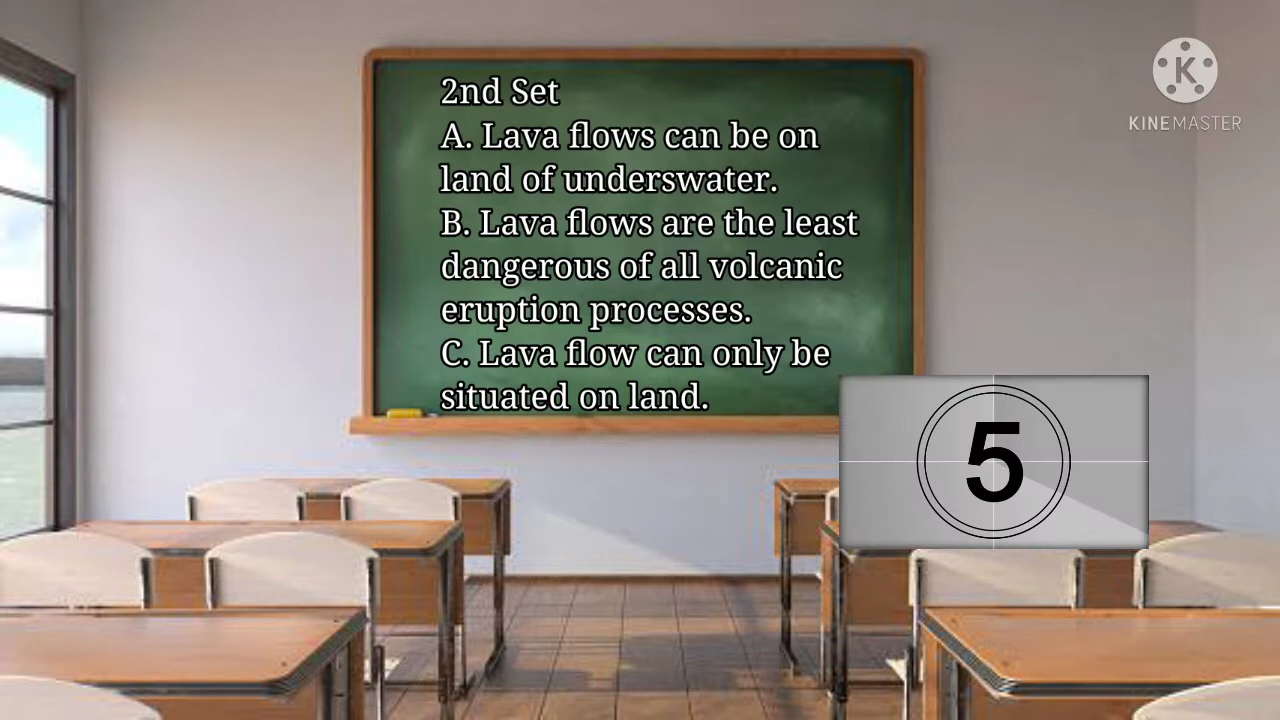 2nd Set
A. Lava flows can be on
land of underswater.
B. Lava flows are the least
dangerous of all volcanic
eruption processes.
C. Lava flow can only be
situated on land.
5
K
KINEMASTER